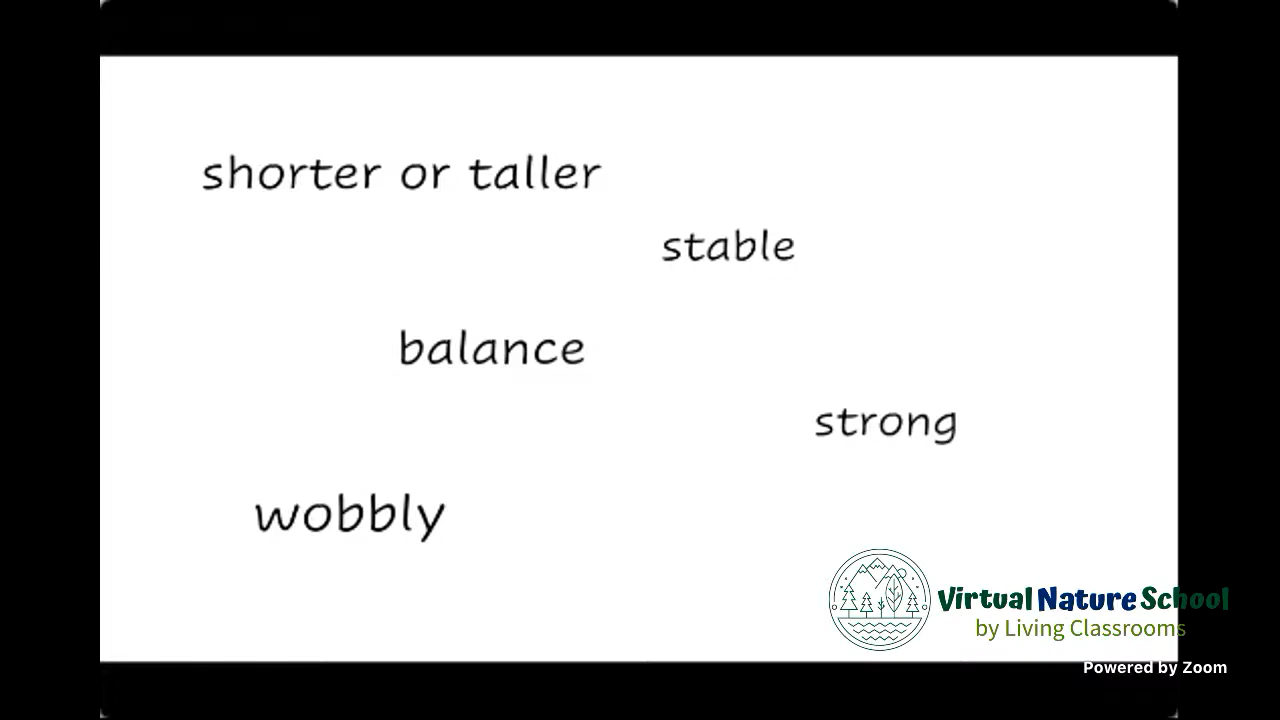 shorter or taller
stable
balance
strong
wobbly
Virtual Nature School
by Living Classrooms
Powered by Zoom